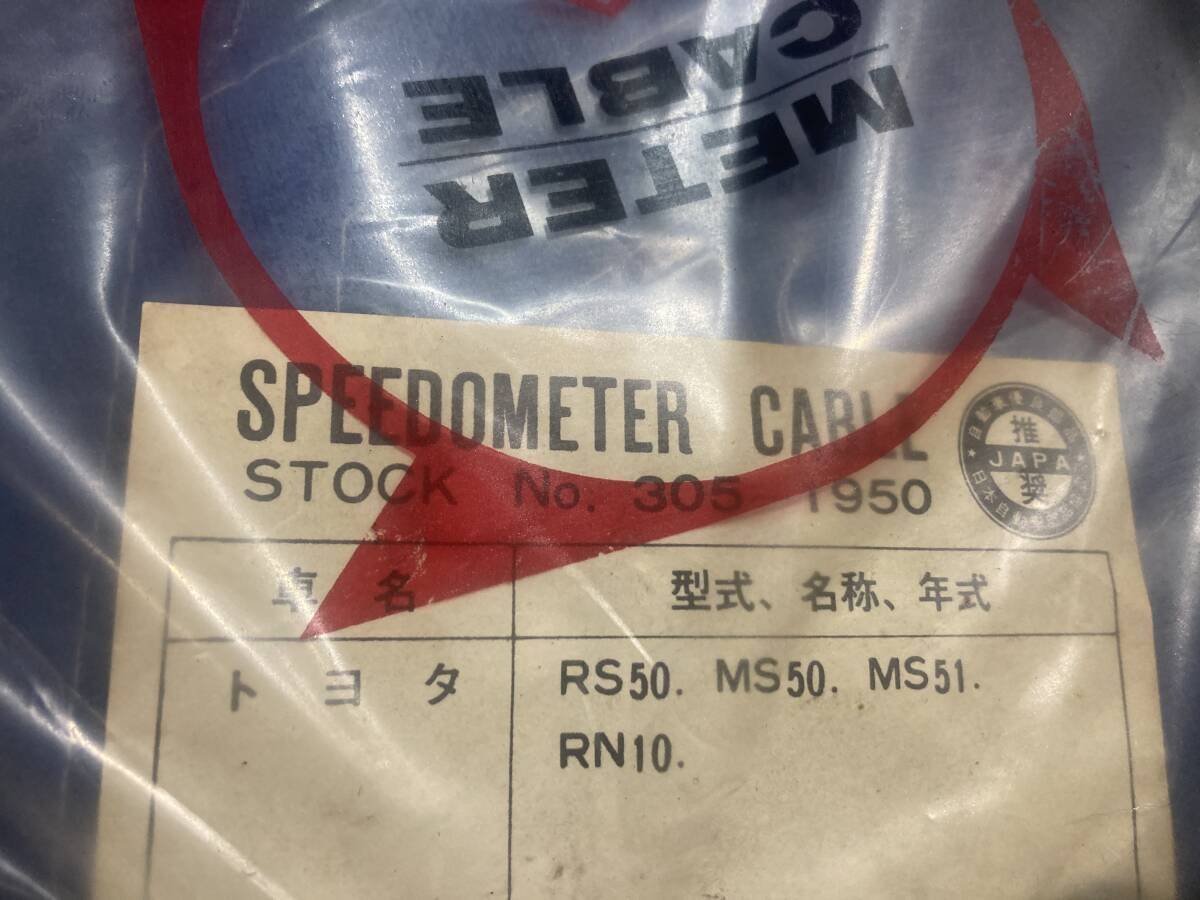 METER
CABLE
SPEEDOMETER CABLE
STOCK No. 305 1950
推
JAPA
奨
車名
型式、名称、年式
トヨタ
RS50. MS50. MS51.
RN10.